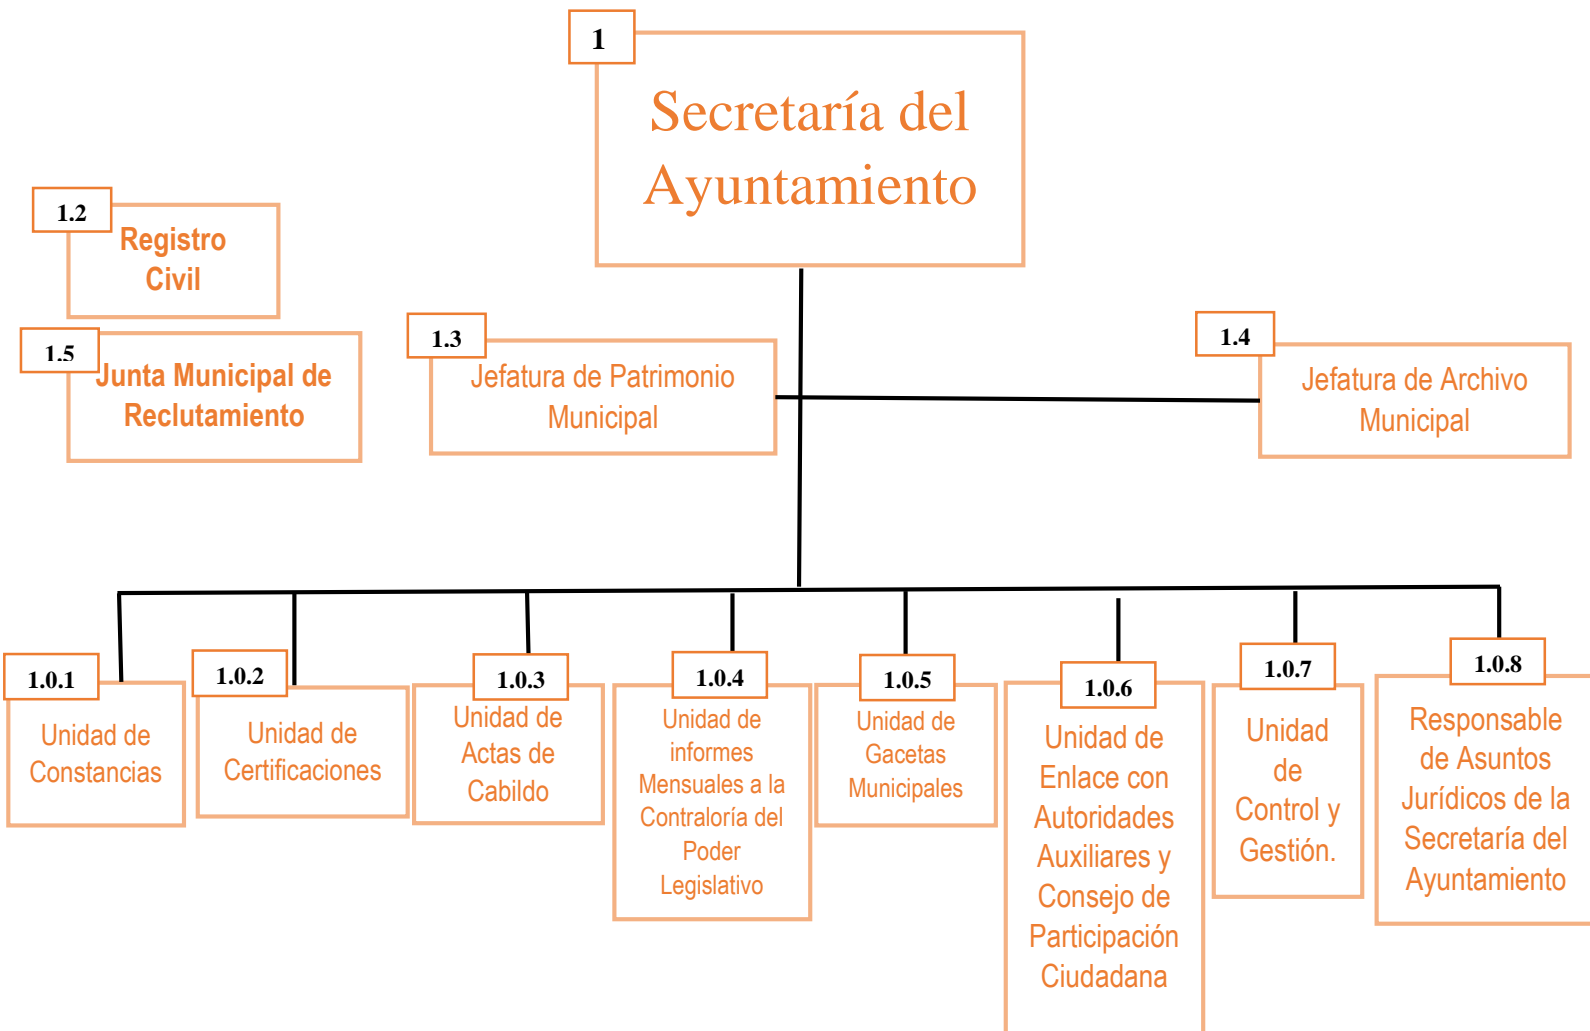 1
Secretaría del
Ayuntamiento
1.2
Registro
Civil
1.5
Junta Municipal de
Reclutamiento
1.3
Jefatura de Patrimonio
Municipal
1.4
Jefatura de Archivo
Municipal
1.0.1
Unidad de
Constancias
1.0.2
Unidad de
Certificaciones
1.0.3
Unidad de
Actas de
Cabildo
1.0.4
Unidad de
informes
Mensuales a la
Contraloría del
Poder
Legislativo
1.0.5
Unidad de
Gacetas
Municipales
1.0.6
Unidad de
Enlace con
Autoridades
Auxiliares y
Consejo de
Participación
Ciudadana
1.0.7
Unidad
de
Control y
Gestión.
1.0.8
Responsable
de Asuntos
Jurídicos de la
Secretaría del
Ayuntamiento